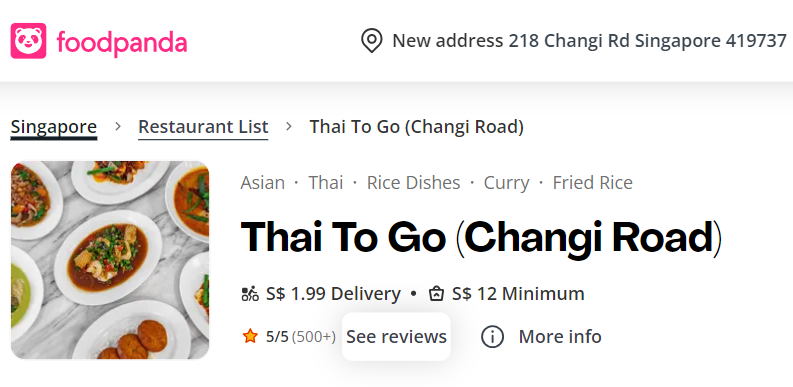 foodpanda
New address 218 Changi Rd Singapore 419737
Singapore > Restaurant List > Thai To Go (Changi Road)
Asian · Thai · Rice Dishes · Curry · Fried Rice
Thai To Go (Changi Road)
S$ 1.99 Delivery • S$ 12 Minimum
5/5 (500+) See reviews More info